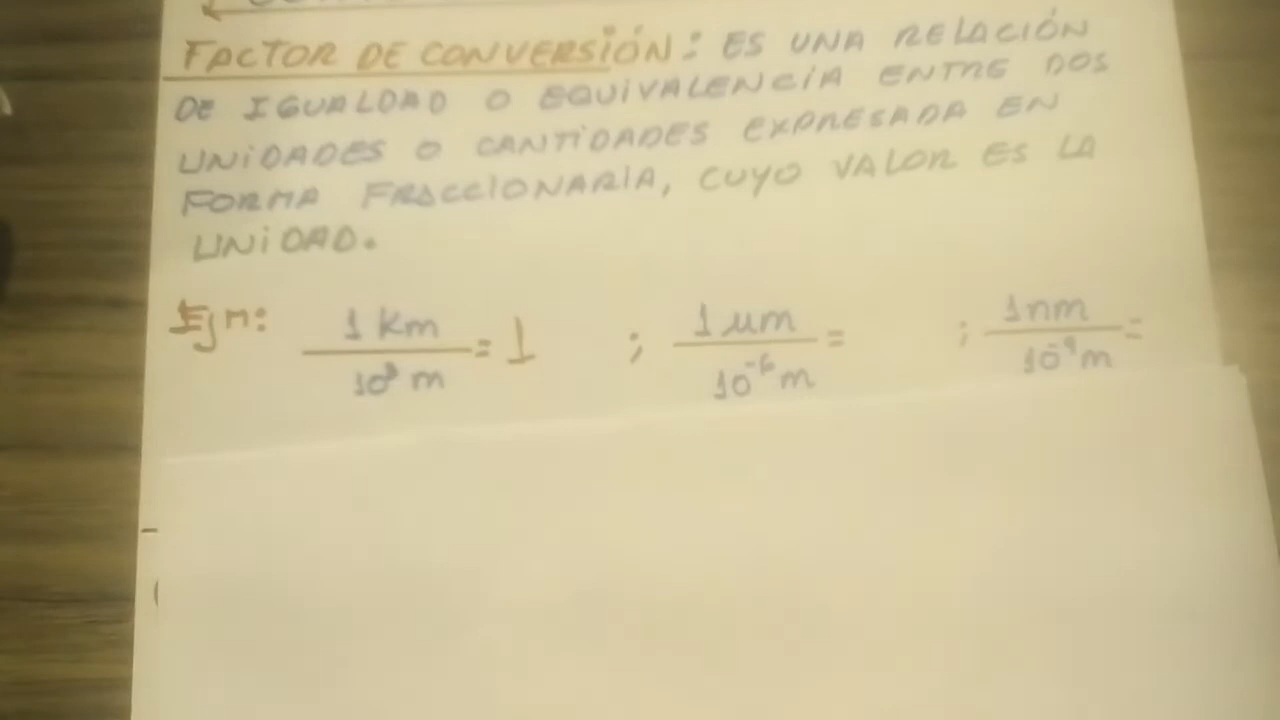 FACTOR DE CONVERSIÓN: ES UNA RELACIÓN
DE IGUALDAD O EQUIVALENCIA ENTRE DOS
UNIDADES O CANTIDADES EXPRESADA EN
FORMA FRACCIONARIA, CUYO VALOR ES LA
UNIDAD.
Ejm: 1 Km / 10³ m = 1 ; 1 μm / 10⁻⁶ m = ; 1 nm / 10⁻⁹ m =